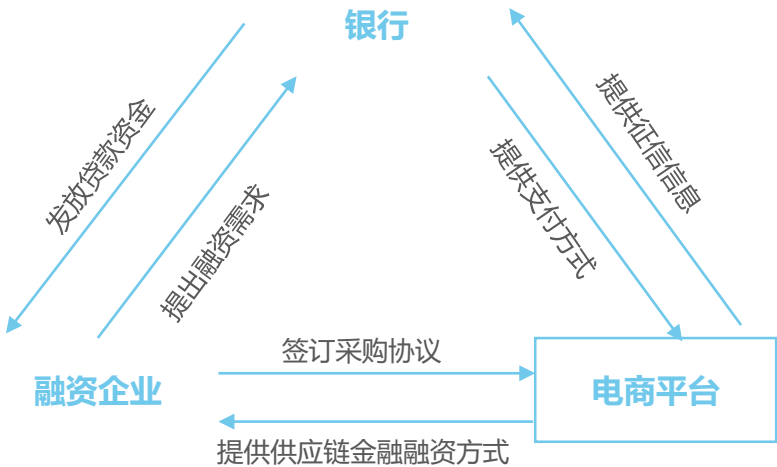 银行
发放贷款资金
提出融资需求
提供支付方式
提供征信信息
签订采购协议
融资企业
电商平台
提供供应链金融融资方式